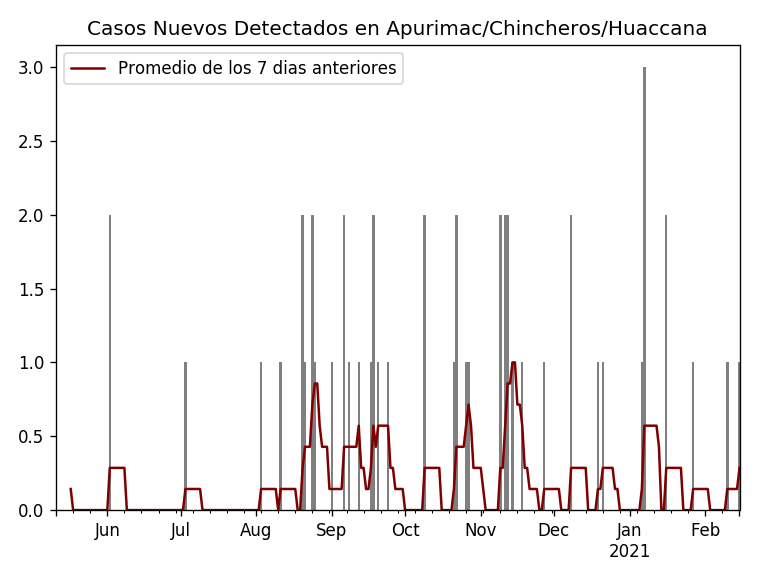 Casos Nuevos Detectados en Apurimac/Chincheros/Huaccana
Promedio de los 7 dias anteriores
3.0
2.5
2.0
1.5
1.0
0.5
0.0
Jun Jul Aug Sep Oct Nov Dec Jan Feb
2021